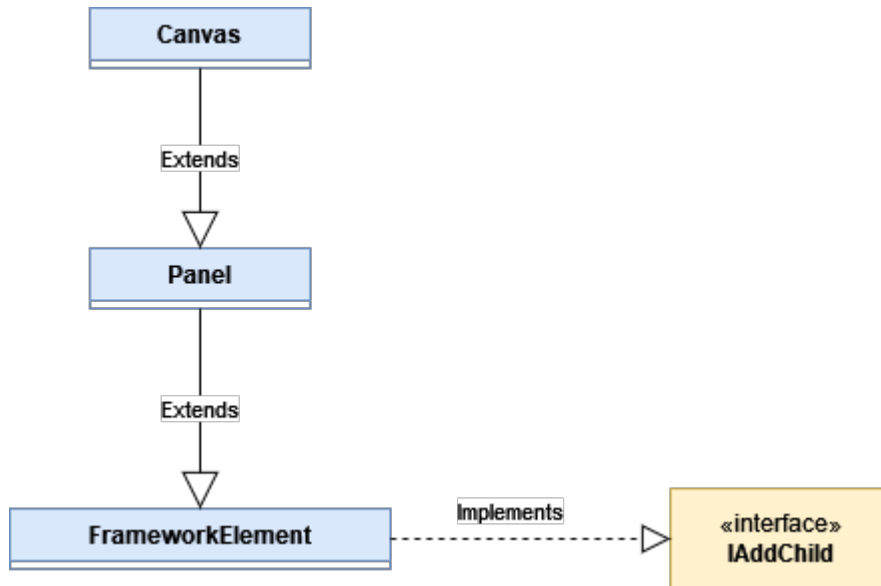 Canvas
Extends
Panel
Extends
FrameworkElement
Implements
«interface»
IAddChild